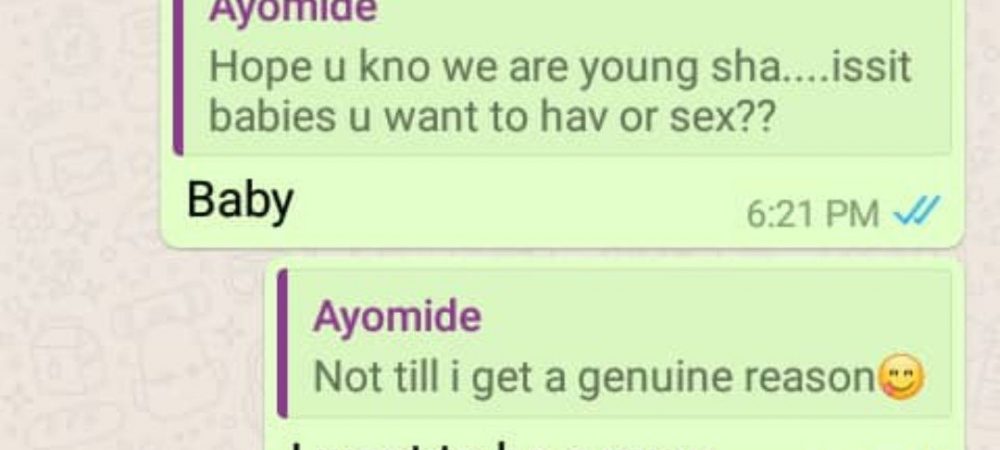 Ayomide
Hope u kno we are young sha....issit
babies u want to hav or sex??
Baby
6:21 PM
Ayomide
Not till i get a genuine reason😋